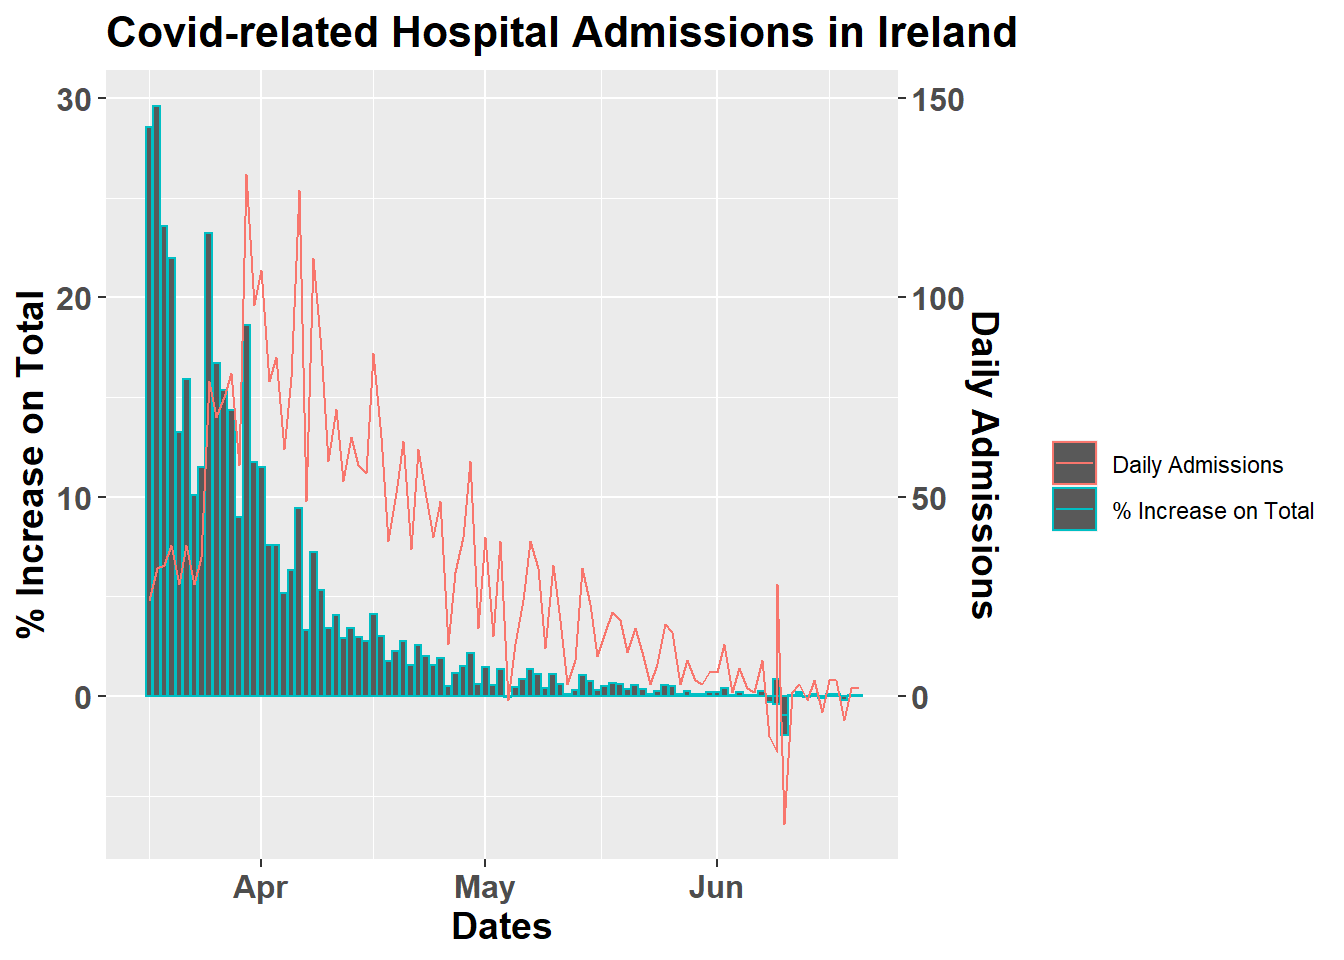 Covid-related Hospital Admissions in Ireland
% Increase on Total
30
20
10
0
150
100
50
0
Daily Admissions
Apr
May
Jun
Dates
Daily Admissions
% Increase on Total